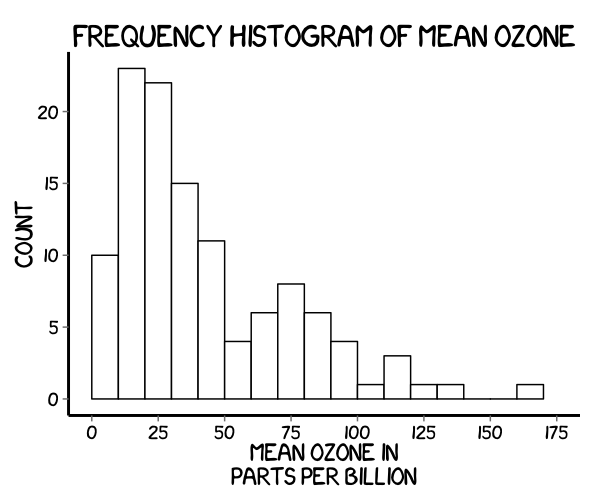 FREQUENCY HISTOGRAM OF MEAN OZONE
20
15
10
5
0
COUNT
0 25 50 75 100 125 150 175
MEAN OZONE IN
PARTS PER BILLION